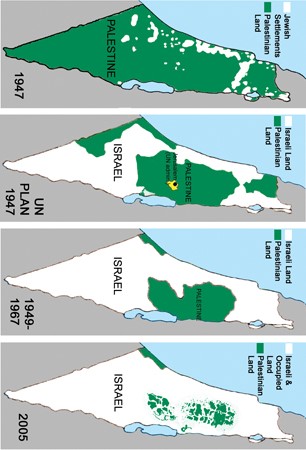 Jewish
Settlements
Palestinian
Land
PALESTINE
1947
Israeli Land
Palestinian
Land
PALESTINE
ISRAEL
UN
PLAN
1947
Israeli Land
Palestinian
Land
PALESTINE
ISRAEL
1949-
1967
Israeli &
Occupied
Land
Palestinian
Land
ISRAEL
2005